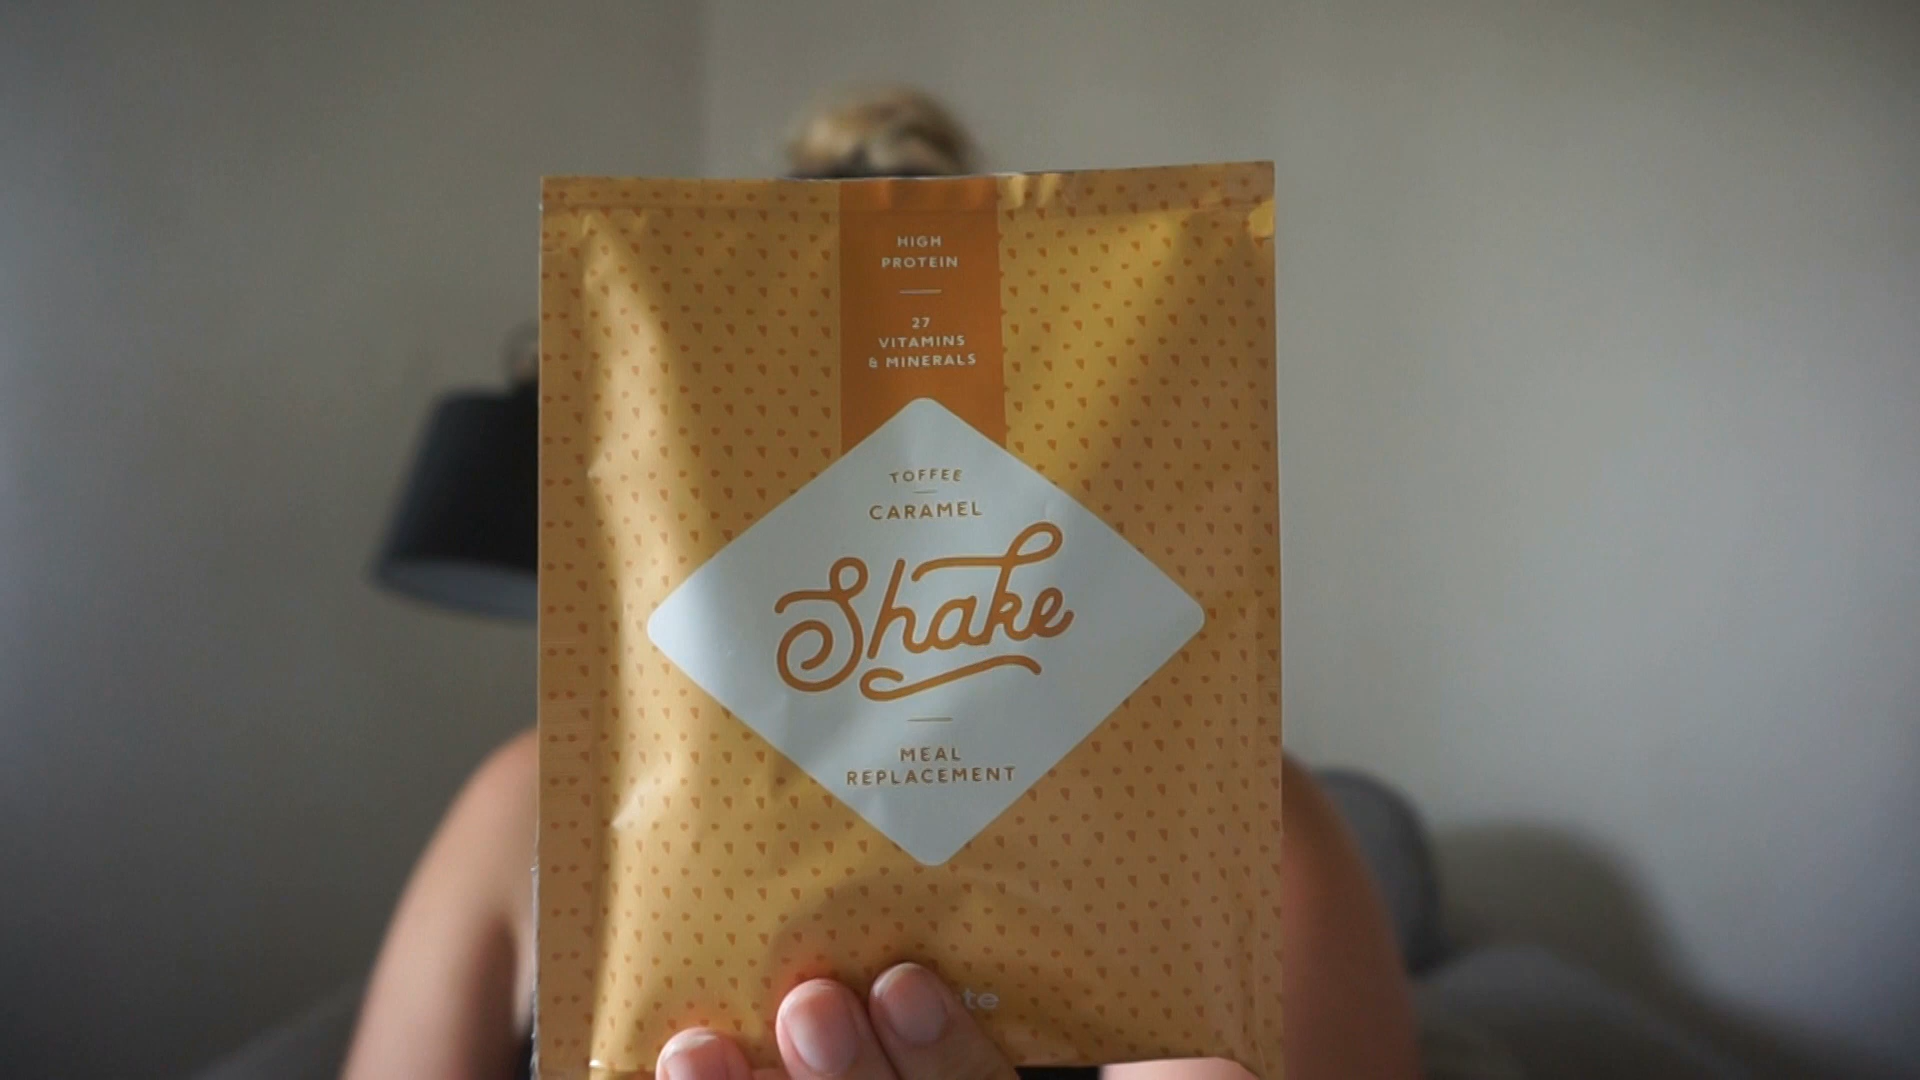 HIGH
PROTEIN
27
VITAMINS
& MINERALS
TOFFEE
CARAMEL
Shake
MEAL
REPLACEMENT